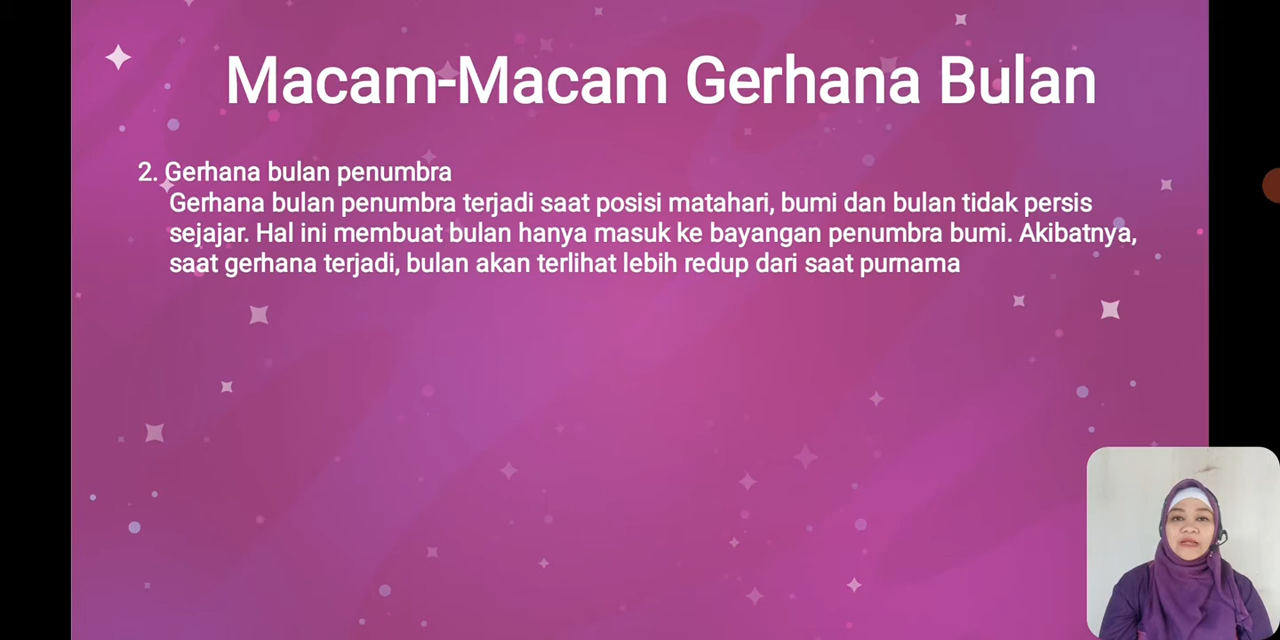 Macam-Macam Gerhana Bulan
2. Gerhana bulan penumbra
Gerhana bulan penumbra terjadi saat posisi matahari, bumi dan bulan tidak persis
sejajar. Hal ini membuat bulan hanya masuk ke bayangan penumbra bumi. Akibatnya,
saat gerhana terjadi, bulan akan terlihat lebih redup dari saat purnama